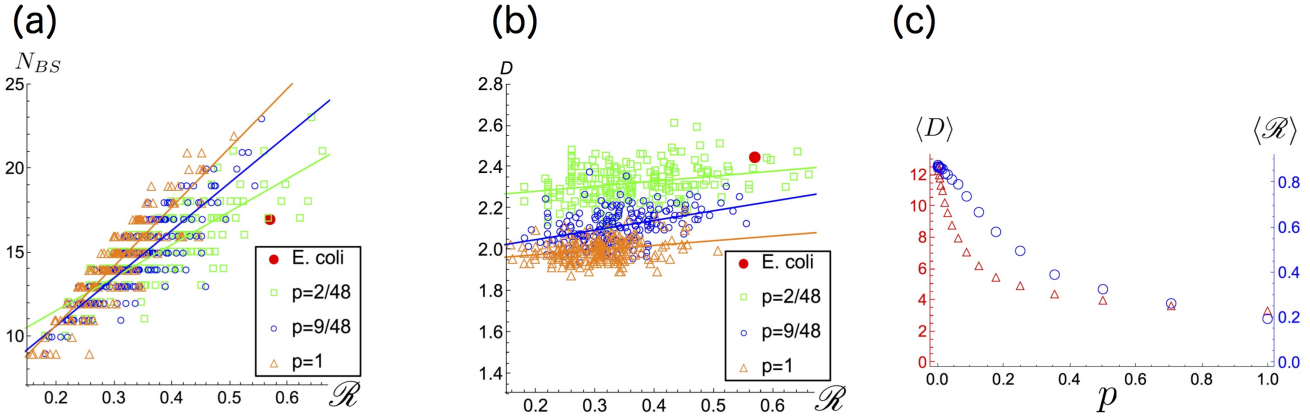 (a)
N_BS
25
20
15
10
0.2 0.3 0.4 0.5 0.6 ℛ
E. coli
p=2/48
p=9/48
p=1
(b)
D
2.8
2.6
2.4
2.2
2.0
1.8
1.6
1.4
0.2 0.3 0.4 0.5 0.6 ℛ
E. coli
p=2/48
p=9/48
p=1
(c)
⟨D⟩ ⟨ℛ⟩
12
10
8
6
4
2
0
0.8
0.6
0.4
0.2
0.0
0.0 0.2 0.4 0.6 0.8 1.0
p